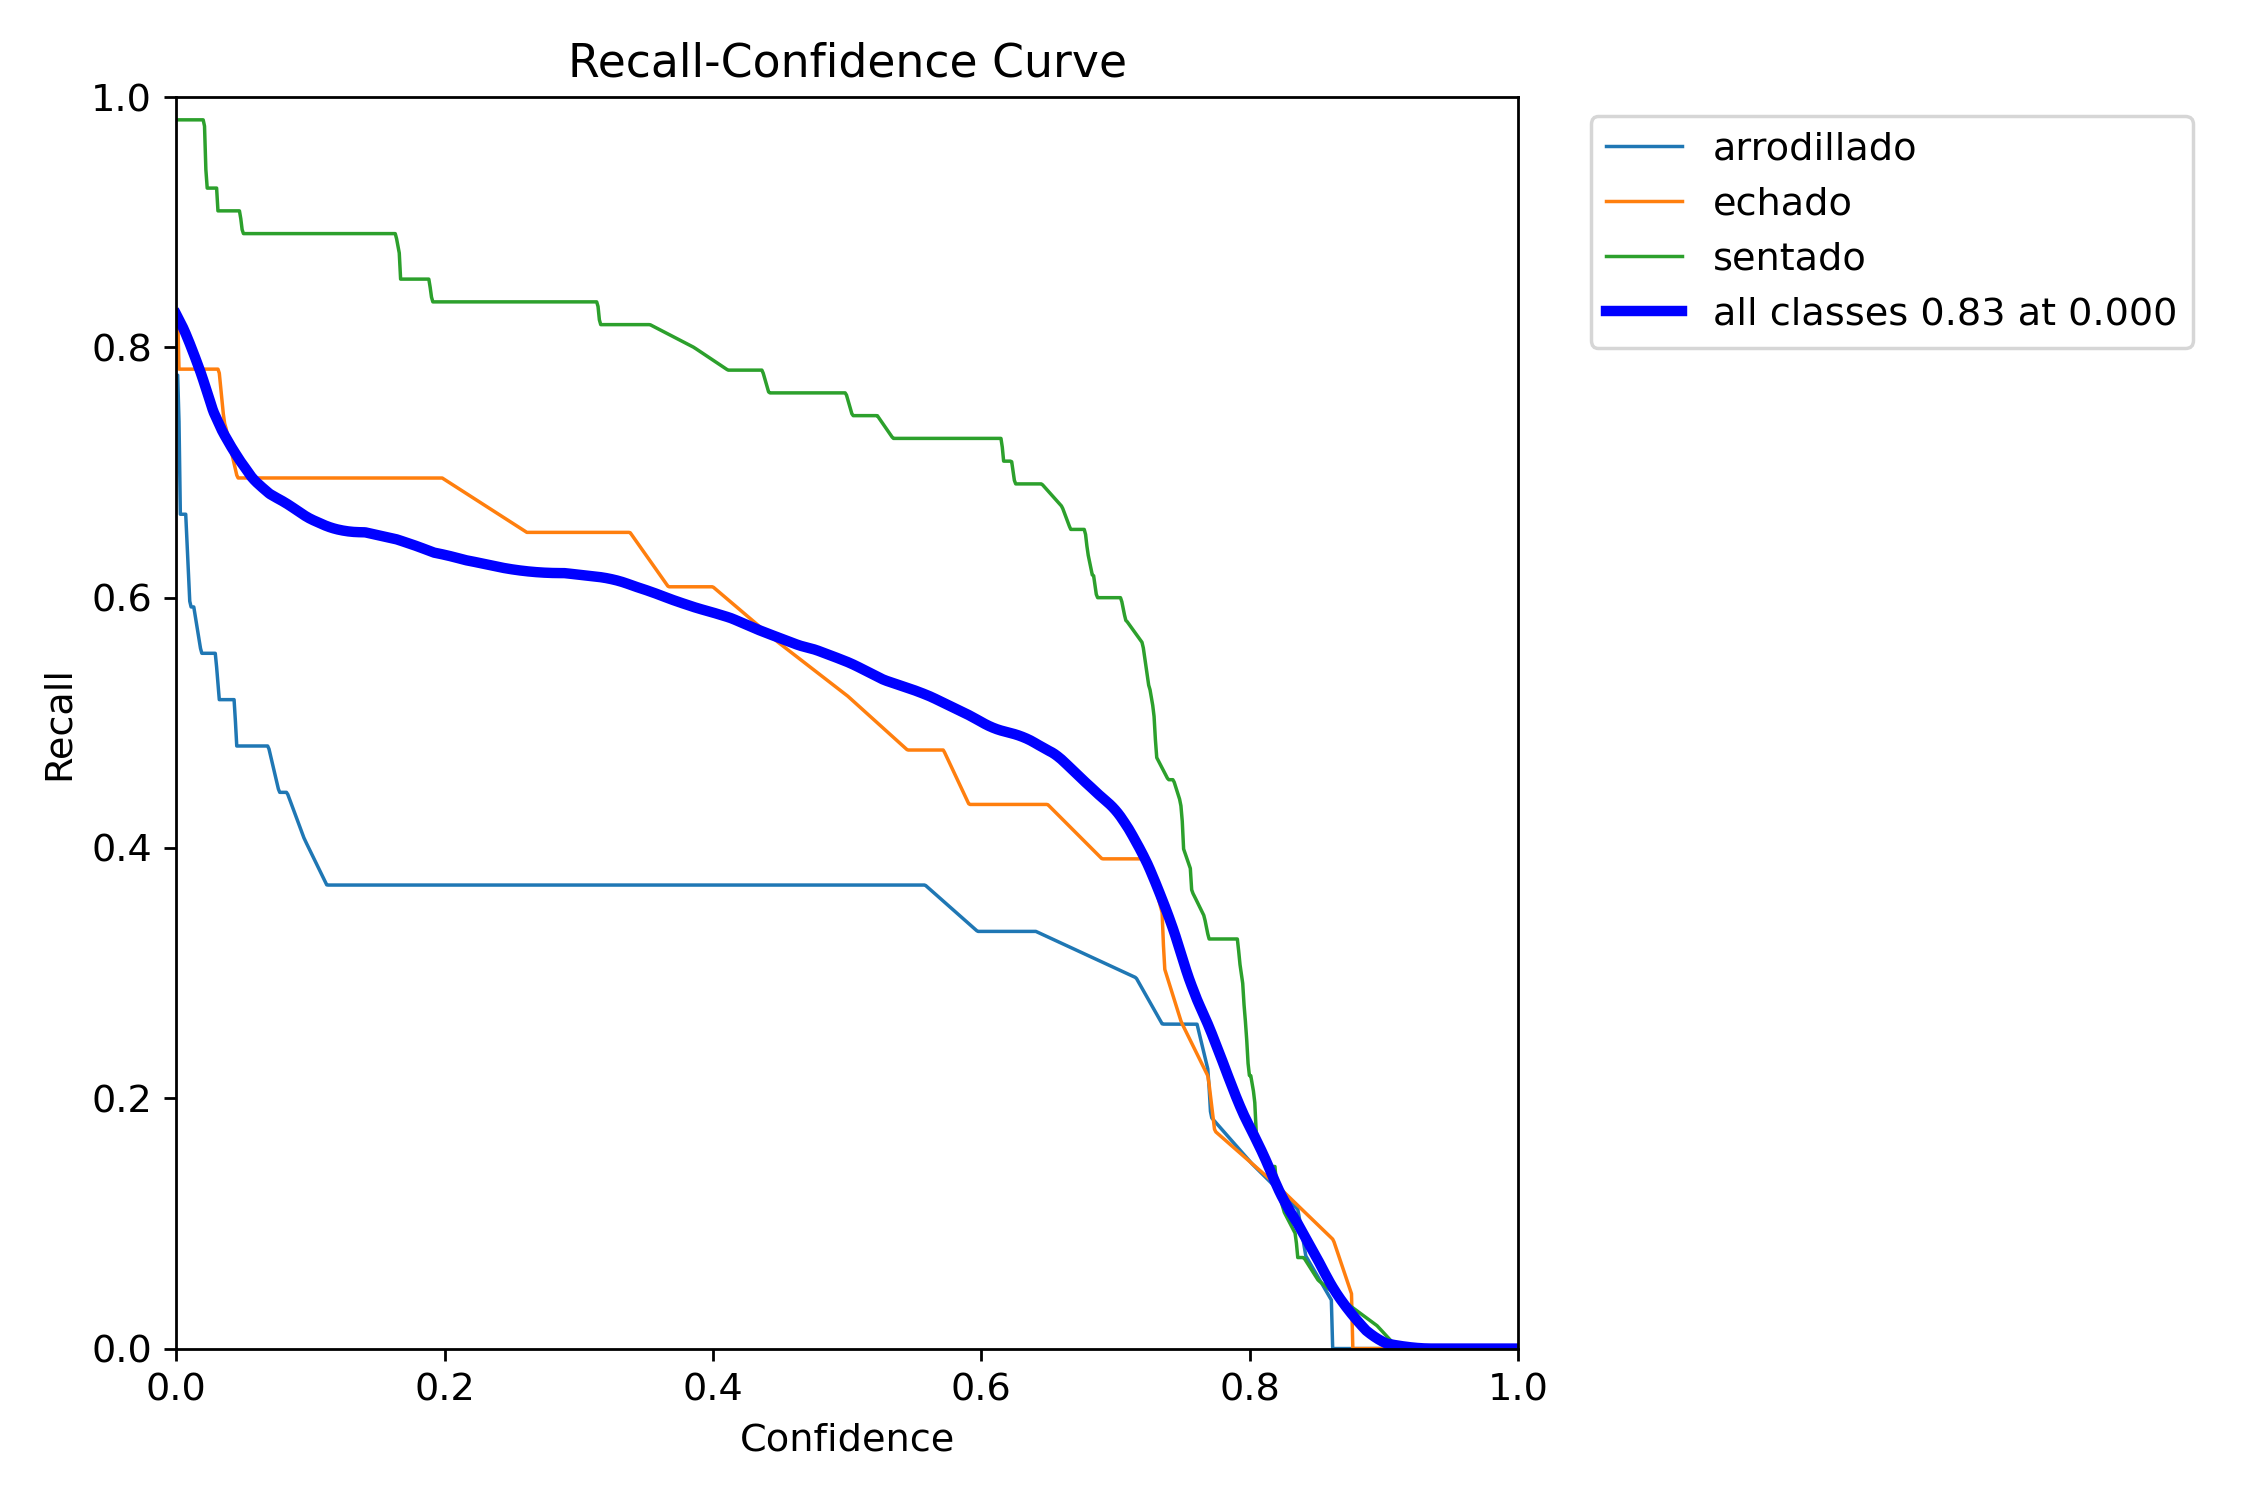 Recall-Confidence Curve
1.0
0.8
0.6
0.4
0.2
0.0
Recall
0.0 0.2 0.4 0.6 0.8 1.0
Confidence
arrodillado
echado
sentado
all classes 0.83 at 0.000